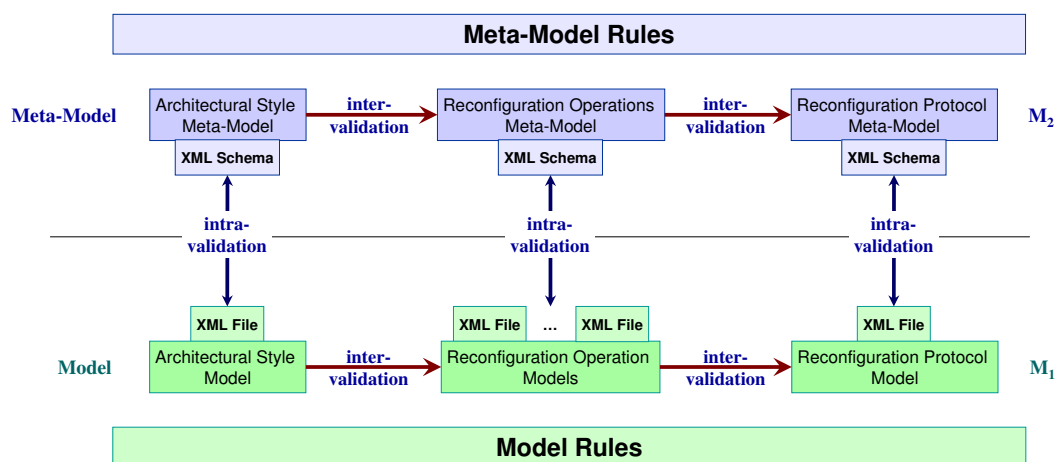 Meta-Model Rules
Meta-Model
Architectural Style
Meta-Model
inter-
validation
Reconfiguration Operations
Meta-Model
inter-
validation
Reconfiguration Protocol
Meta-Model
M2
XML Schema
XML Schema
XML Schema
intra-
validation
intra-
validation
intra-
validation
XML File
XML File
...
XML File
XML File
Model
Architectural Style
Model
inter-
validation
Reconfiguration Operation
Models
inter-
validation
Reconfiguration Protocol
Model
M1
Model Rules